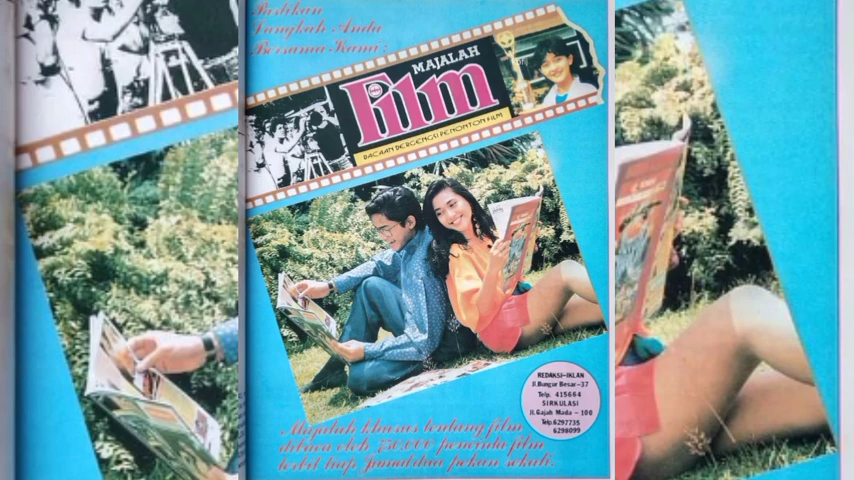 Pastikan
Langkah Anda
Bersama Kami :
MAJALAH
Film
BACAAN BERGENGSI PENONTON FILM
REDAKSI-IKLAN
Jl.Bungur Besar-37
Telp. 415664
SIRKULASI
Jl.Gajah Mada - 100
Telp.6297735
6298099
Majalah khusus tentang film
dibaca oleh 750.000 penonton film
terbit tiap Jumat/dua pekan sekali.